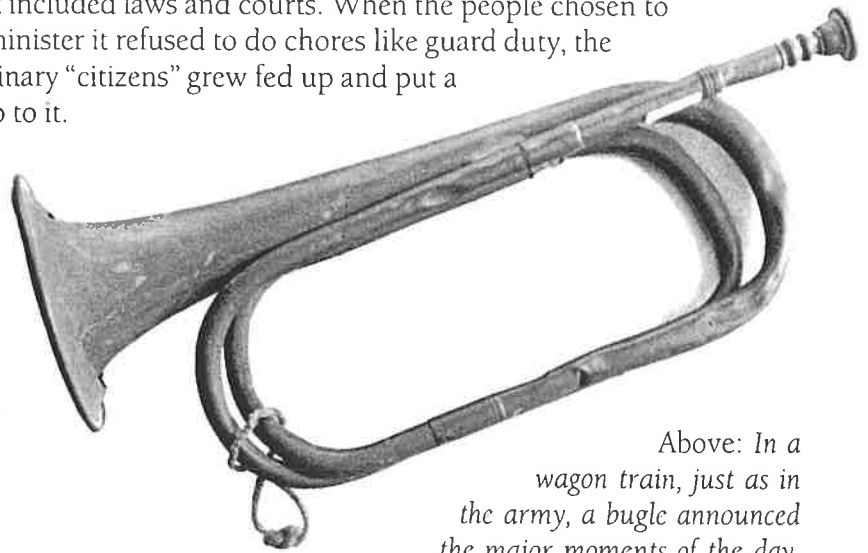 included laws and courts. When the people chosen to
minister it refused to do chores like guard duty, the
inary “citizens” grew fed up and put a
to it.
Above: In a
wagon train, just as in
the army, a bugle announced
the major moments of the day.